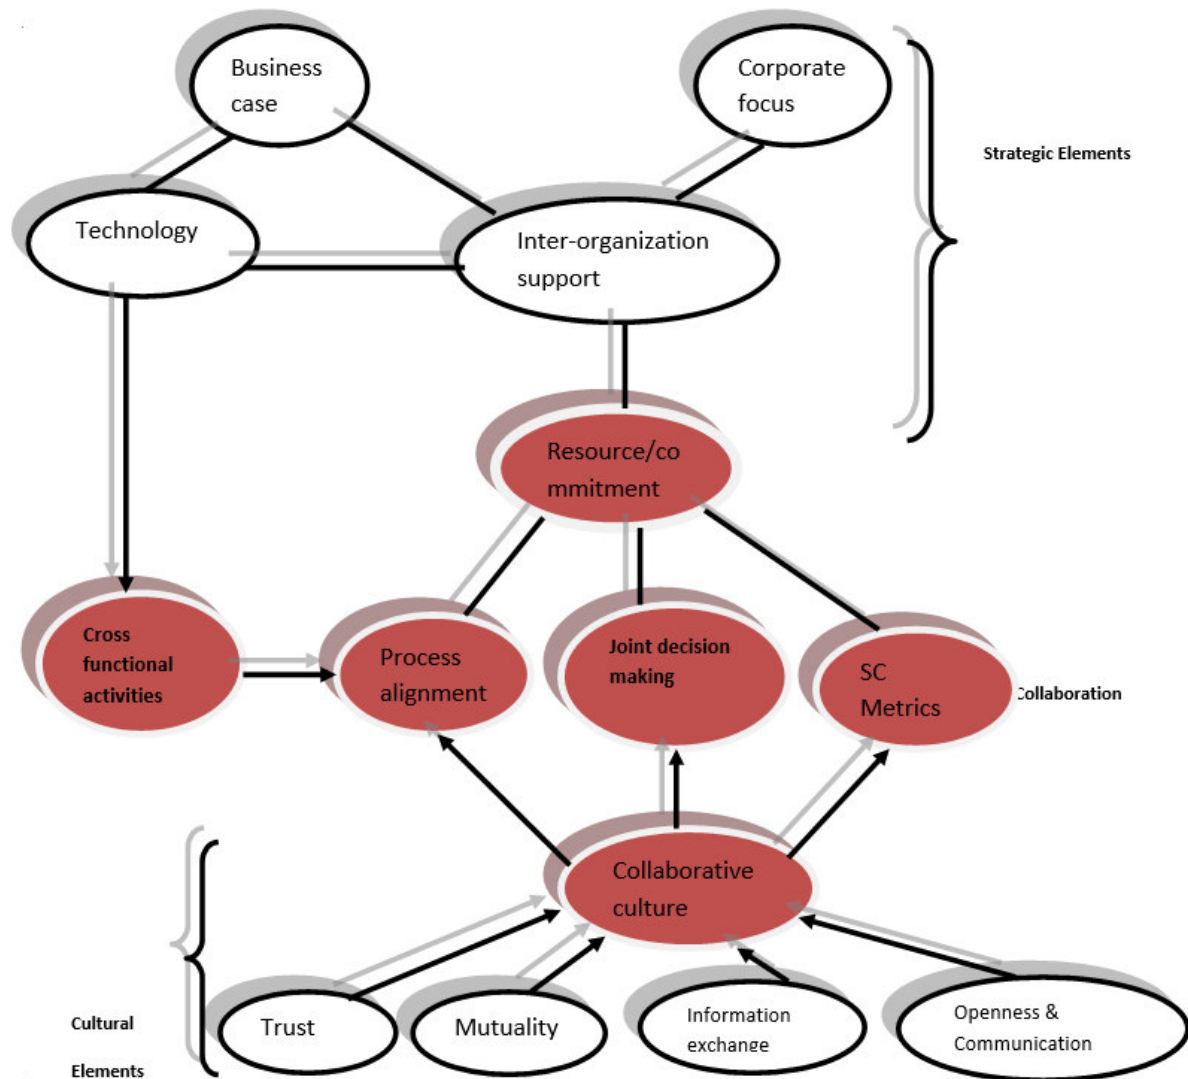 Business
case
Corporate
focus
Strategic Elements
Technology
Inter-organization
support
Resource/co
mmitment
Cross
functional
activities
Process
alignment
Joint decision
making
SC
Metrics
Collaboration
Collaborative
culture
Cultural
Elements
Trust
Mutuality
Information
exchange
Openness &
Communication